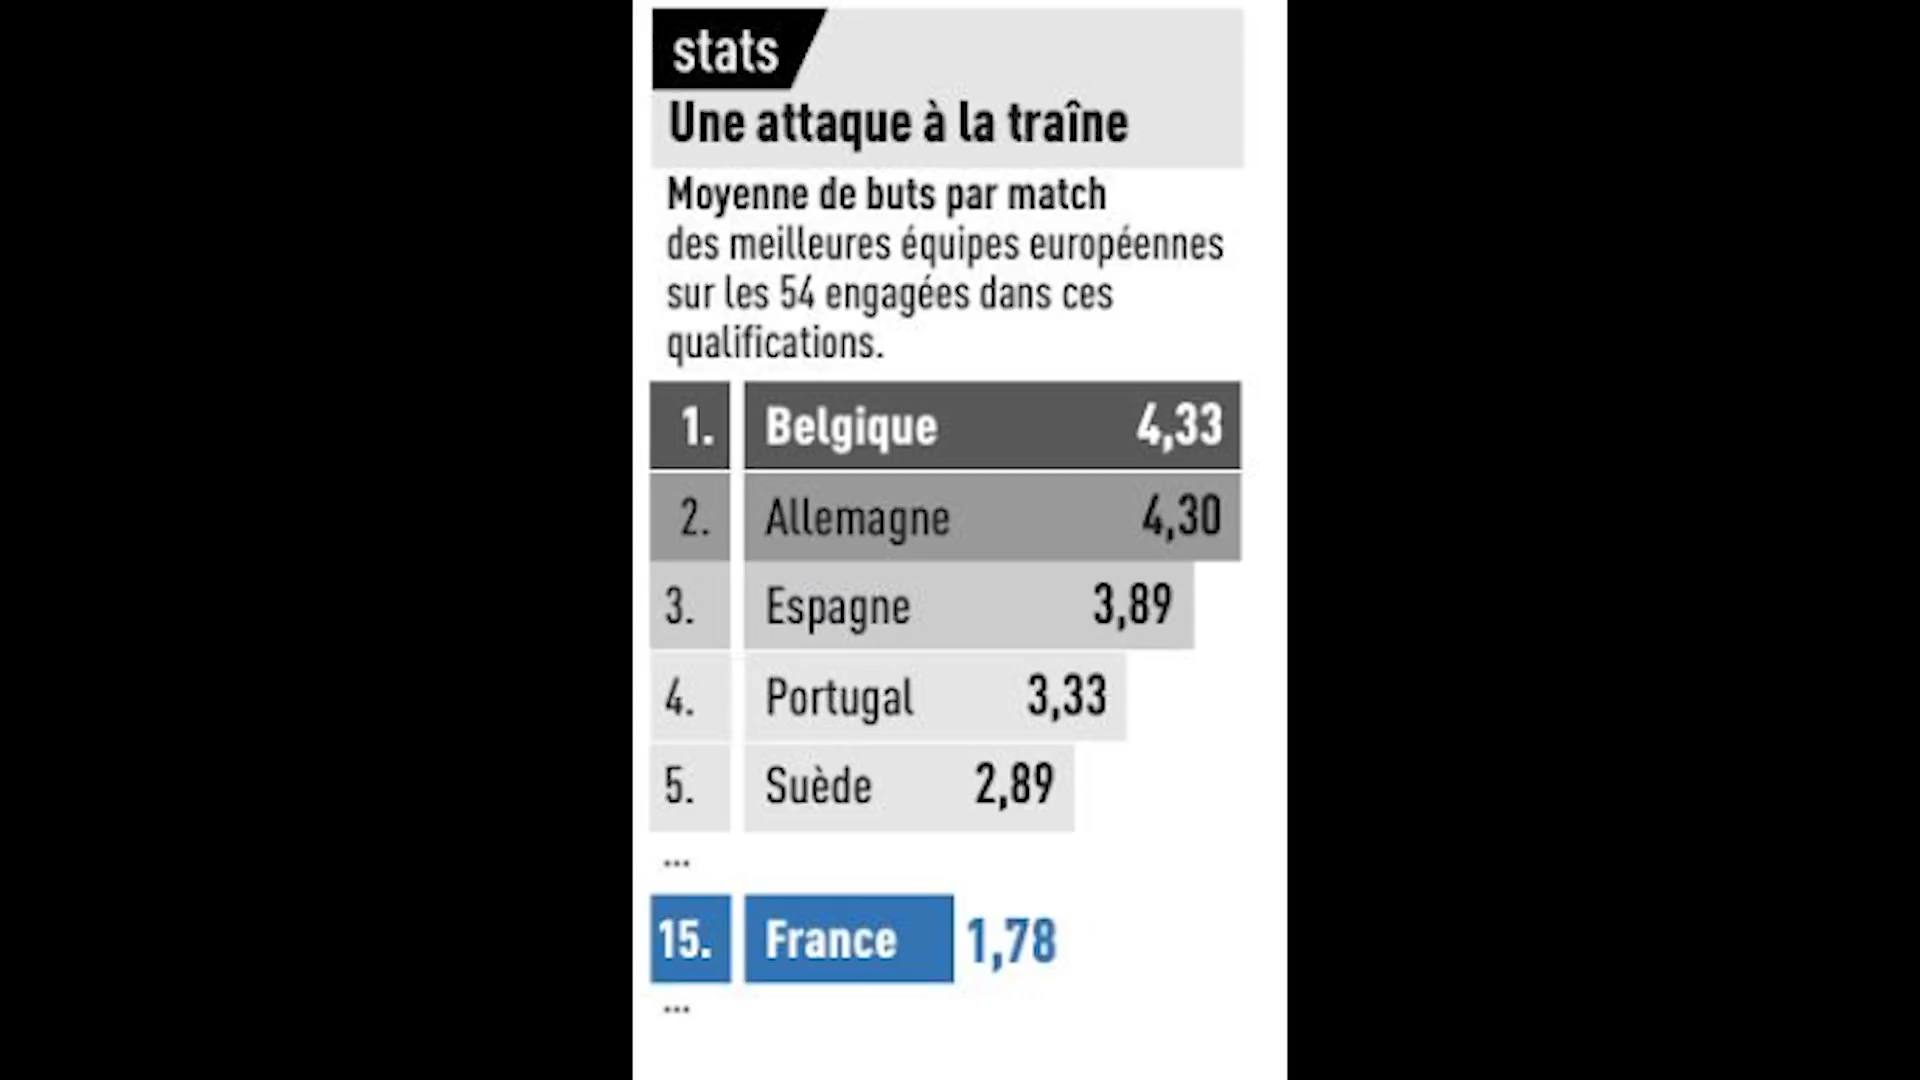 stats
Une attaque à la traîne
Moyenne de buts par match
des meilleures équipes européennes
sur les 54 engagées dans ces
qualifications.
1. Belgique 4,33
2. Allemagne 4,30
3. Espagne 3,89
4. Portugal 3,33
5. Suède 2,89
...
15. France 1,78
...